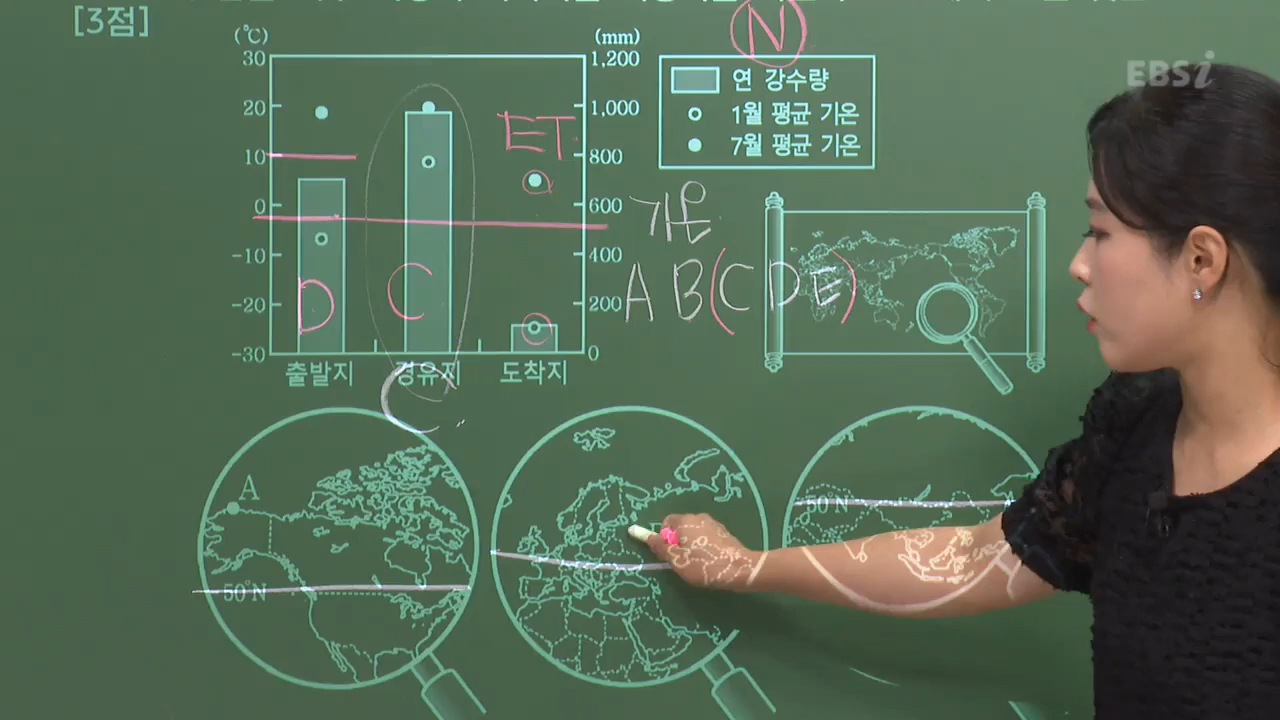 [3점]
EBSi
(℃)
(mm)
N
30
20
10
0
-10
-20
-30
1,200
1,000
800
600
400
200
0
연 강수량
1월 평균 기온
7월 평균 기온
ET
D
C
기온
A B (C D E)
출발지
경유지
도착지
C
A
50°N
50°N